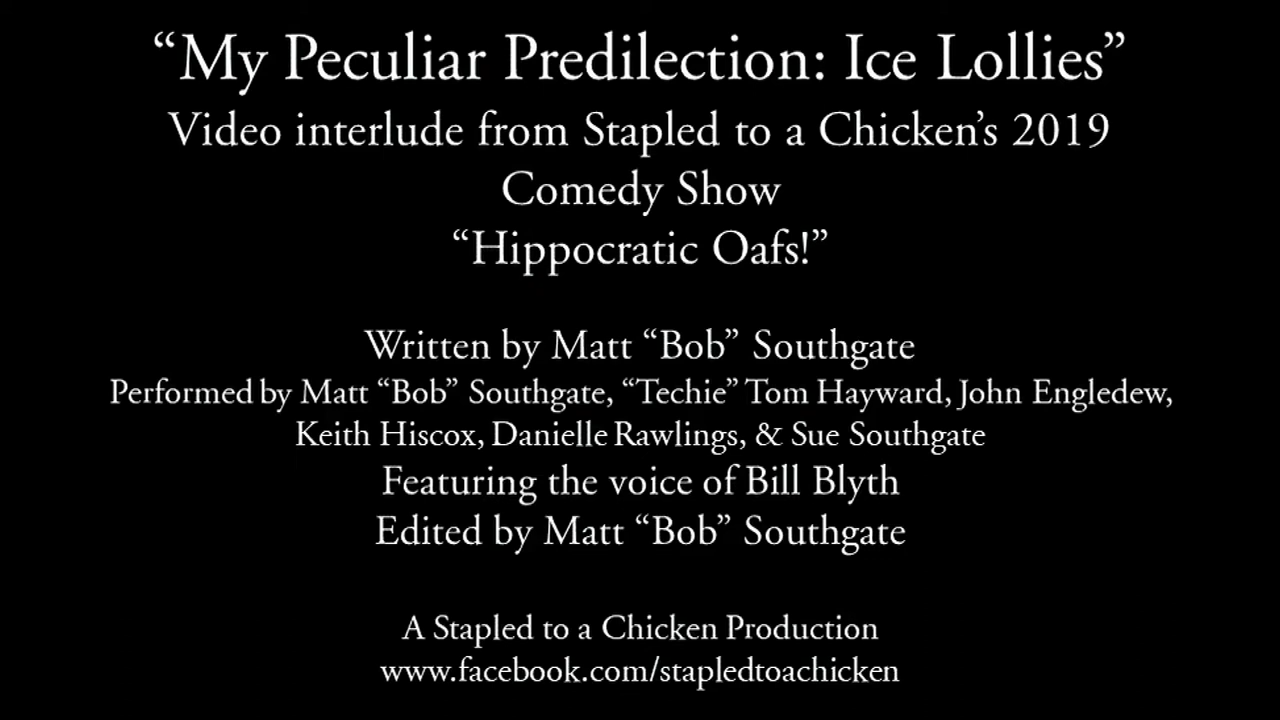 “My Peculiar Predilection: Ice Lollies”
Video interlude from Stapled to a Chicken’s 2019
Comedy Show
“Hippocratic Oafs!”
Written by Matt “Bob” Southgate
Performed by Matt “Bob” Southgate, “Techie” Tom Hayward, John Engledew,
Keith Hiscox, Danielle Rawlings, & Sue Southgate
Featuring the voice of Bill Blyth
Edited by Matt “Bob” Southgate
A Stapled to a Chicken Production
www.facebook.com/stapledtoachicken